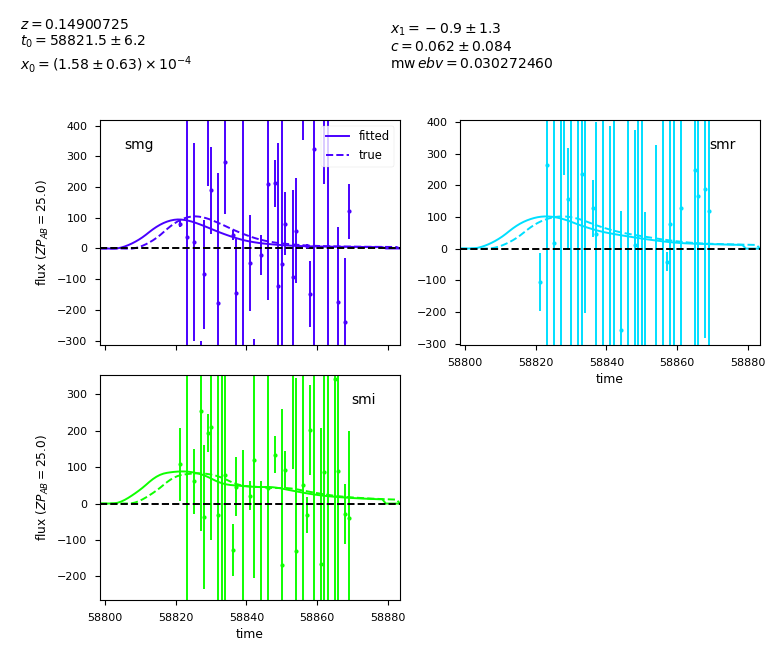 z = 0.14900725
t₀ = 58821.5 ± 6.2
x₀ = (1.58 ± 0.63) × 10⁻⁴
x₁ = −0.9 ± 1.3
c = 0.062 ± 0.084
mw ebv = 0.030272460
smg
fitted
true
400
300
200
100
0
−100
−200
−300
flux (ZP_AB = 25.0)
smr
400
300
200
100
0
−100
−200
−300
58800 58820 58840 58860 58880
time
smi
300
200
100
0
−100
−200
flux (ZP_AB = 25.0)
58800 58820 58840 58860 58880
time